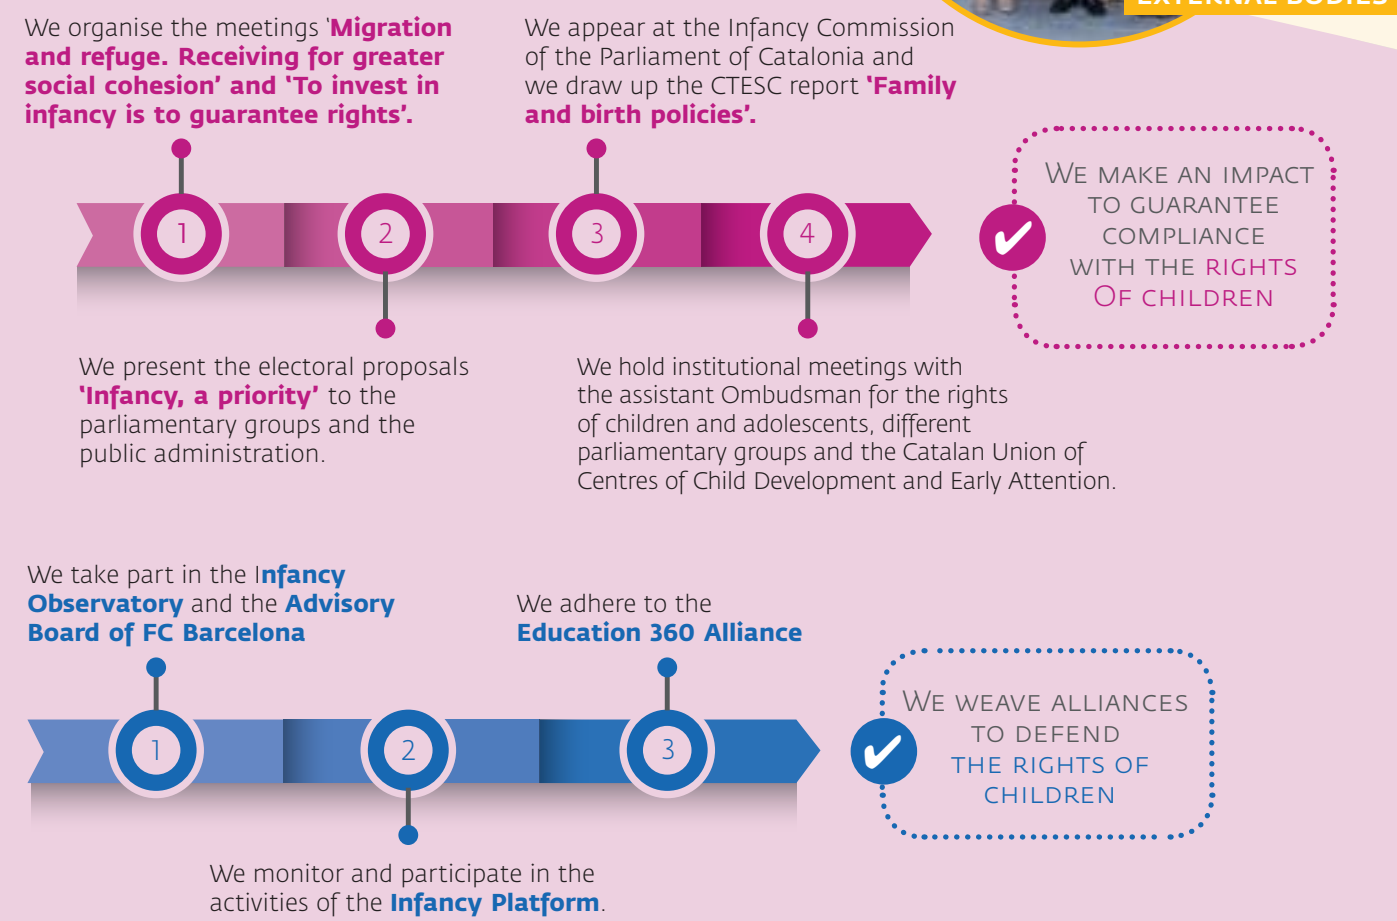 EXTERNAL BODIES
We organise the meetings ‘Migration
and refuge. Receiving for greater
social cohesion’ and ‘To invest in
infancy is to guarantee rights’.
We appear at the Infancy Commission
of the Parliament of Catalonia and
we draw up the CTESC report ‘Family
and birth policies’.
1
2
3
4
We present the electoral proposals
‘Infancy, a priority’ to the
parliamentary groups and the
public administration.
We hold institutional meetings with
the assistant Ombudsman for the rights
of children and adolescents, different
parliamentary groups and the Catalan Union of
Centres of Child Development and Early Attention.
We make an impact
to guarantee
compliance
with the rights
Of children
We take part in the Infancy
Observatory and the Advisory
Board of FC Barcelona
We adhere to the
Education 360 Alliance
1
2
3
We monitor and participate in the
activities of the Infancy Platform.
We weave alliances
to defend
the rights of
children